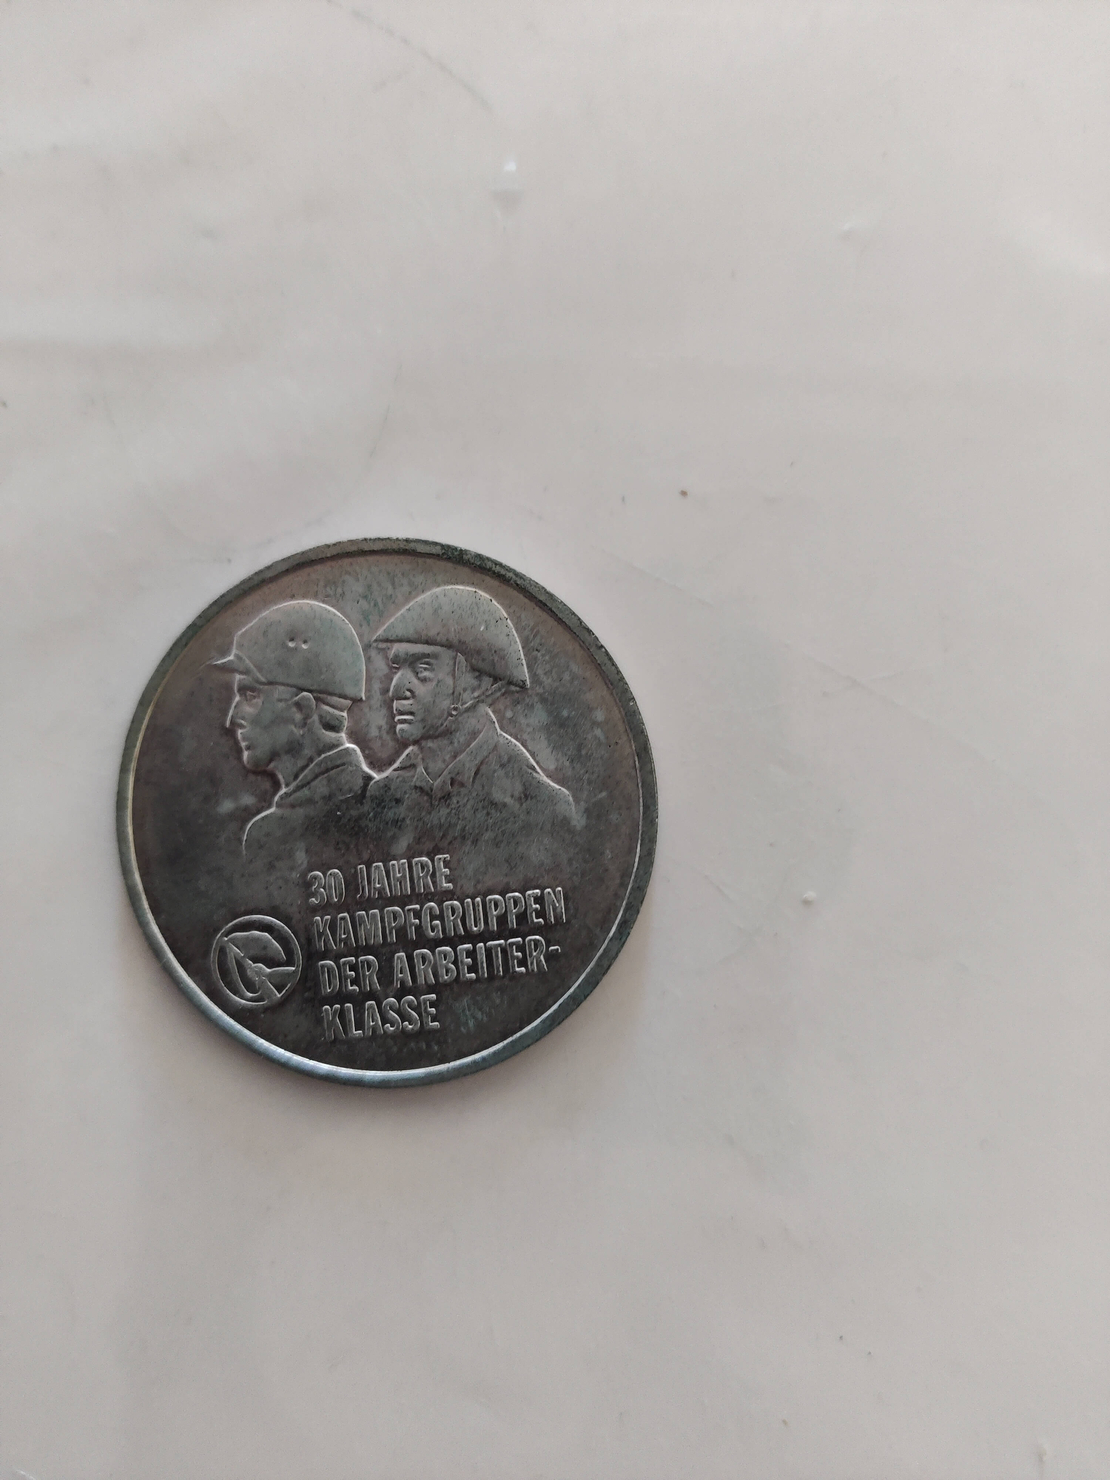 30 JAHRE
KAMPFGRUPPEN
DER ARBEITER-
KLASSE